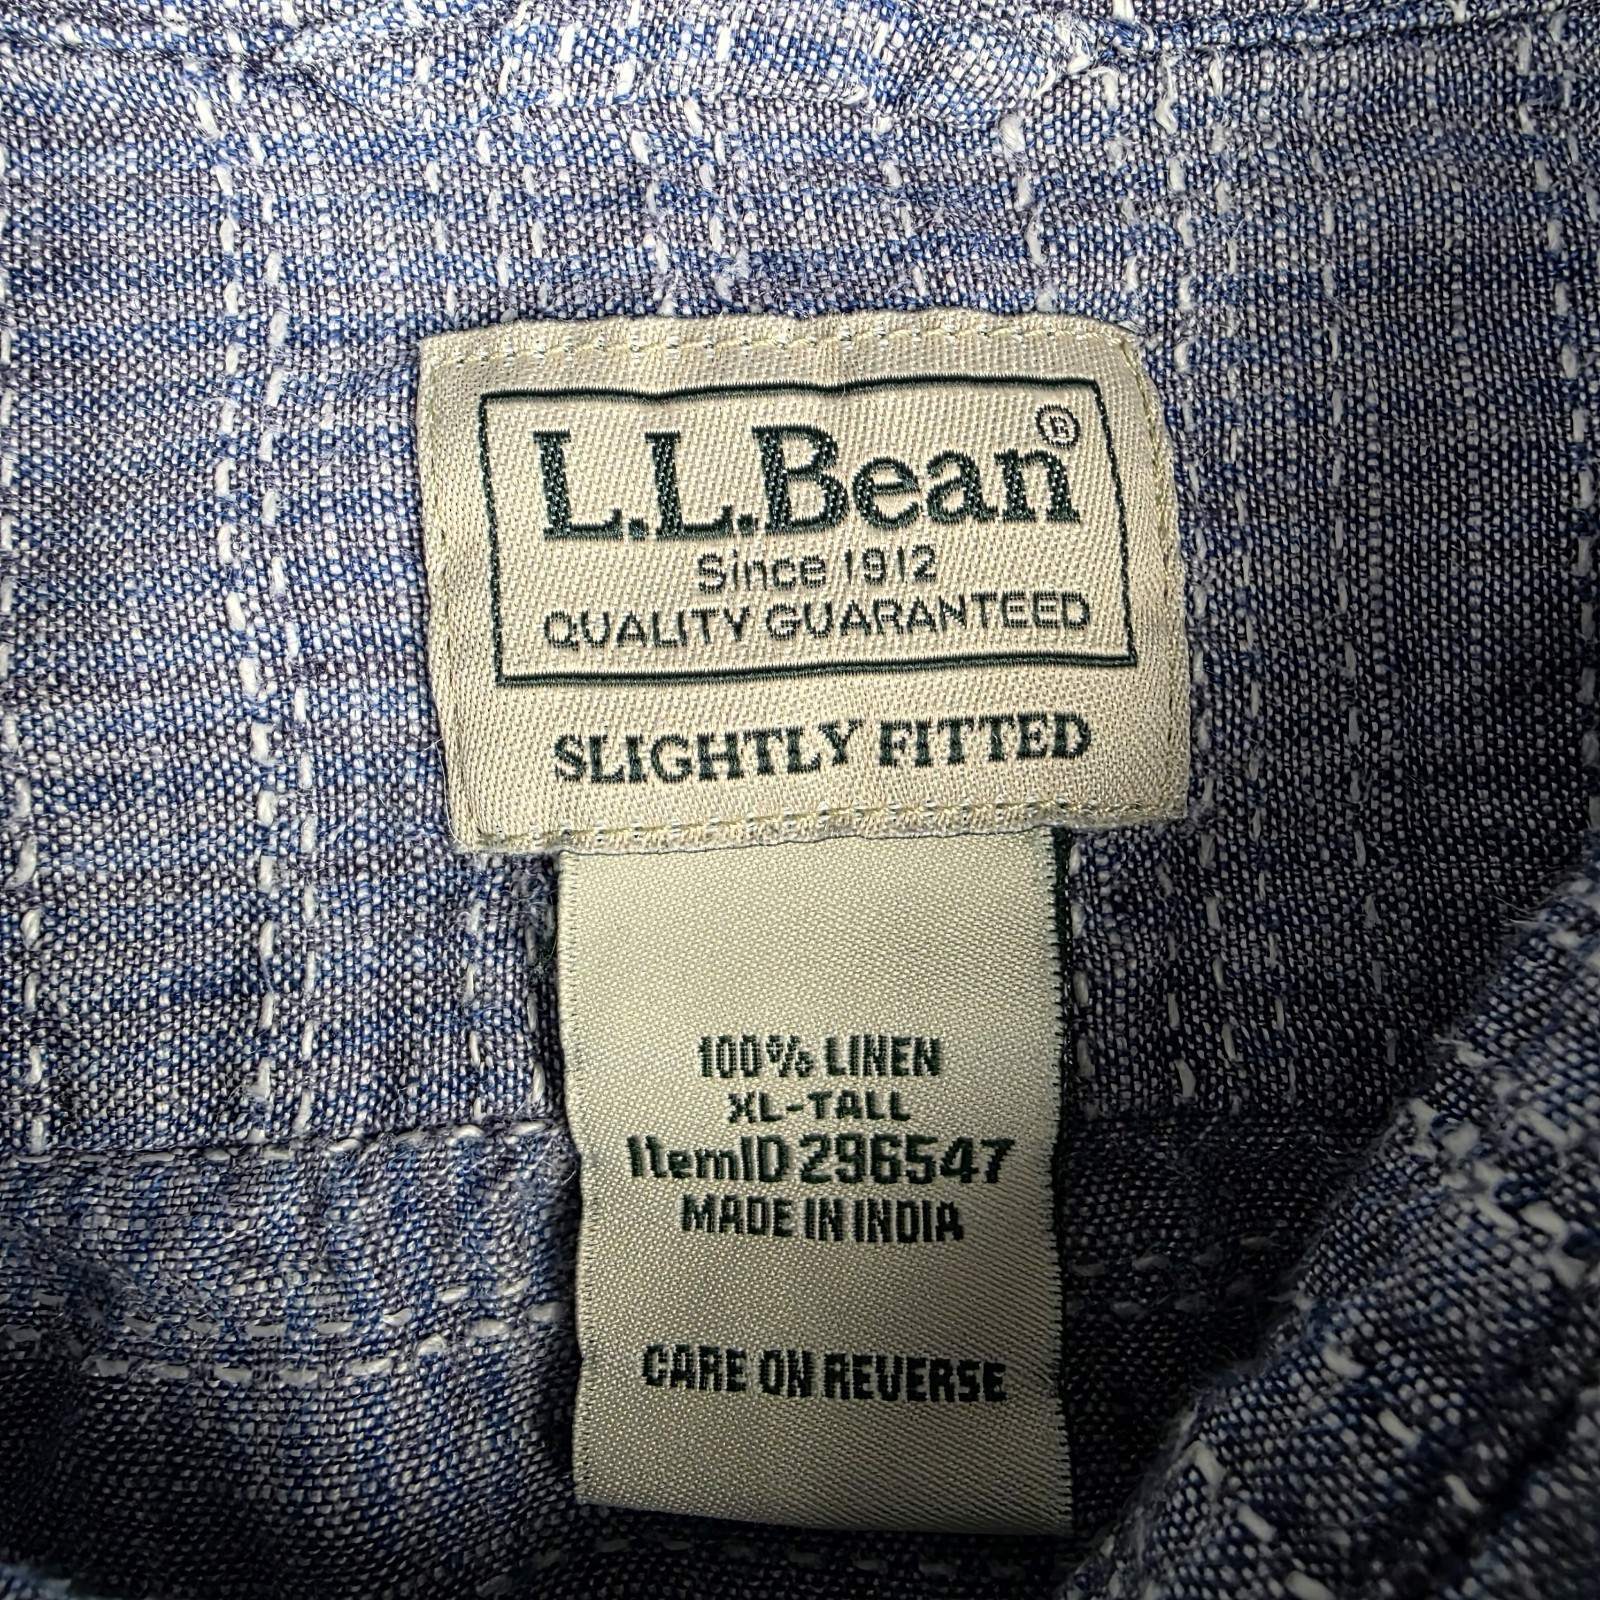 L.L.Bean®
Since 1912
QUALITY GUARANTEED
SLIGHTLY FITTED
100% LINEN
XL-TALL
ItemID 296547
MADE IN INDIA
CARE ON REVERSE